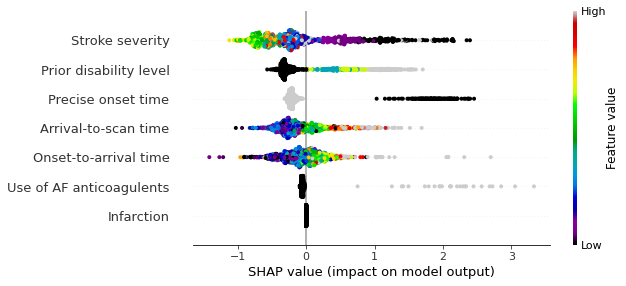 High
Stroke severity
Prior disability level
Precise onset time
Arrival-to-scan time
Onset-to-arrival time
Use of AF anticoagulents
Infarction
Feature value
Low
−1 0 1 2 3
SHAP value (impact on model output)